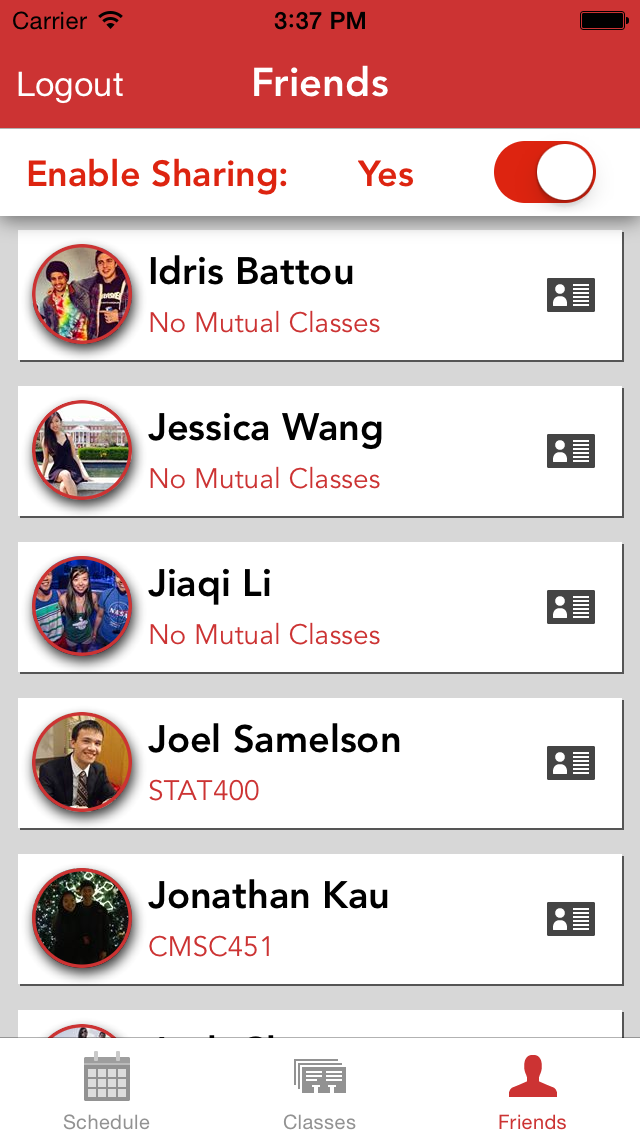 Carrier 3:37 PM
Logout Friends
Enable Sharing: Yes
Idris Battou
No Mutual Classes
Jessica Wang
No Mutual Classes
Jiaqi Li
No Mutual Classes
Joel Samelson
STAT400
Jonathan Kau
CMSC451
Schedule Classes Friends